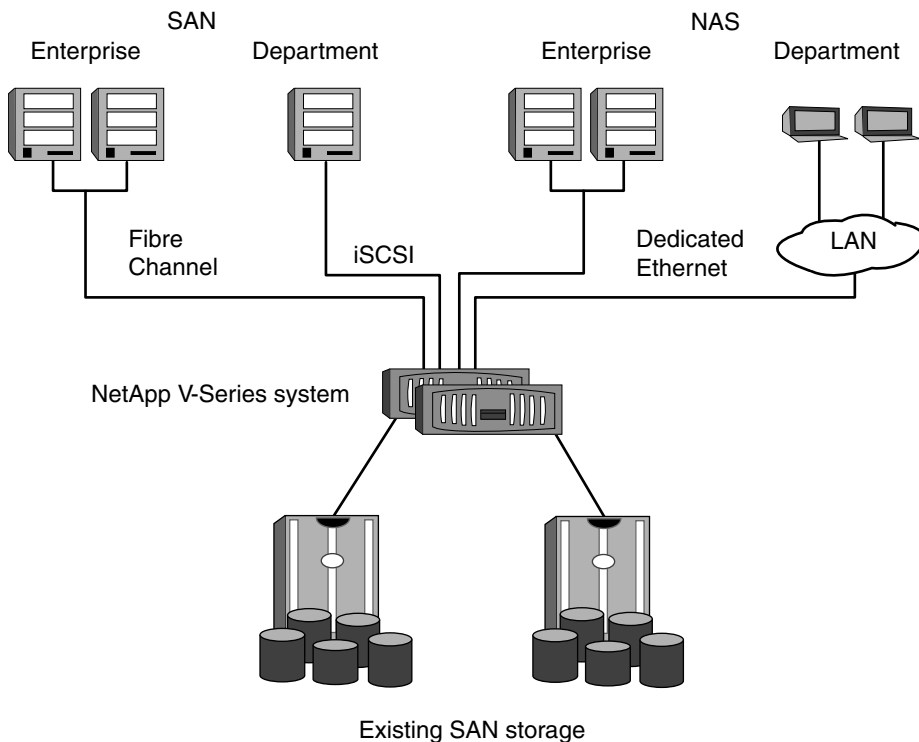 SAN
NAS
Enterprise
Department
Enterprise
Department
Fibre
Channel
iSCSI
Dedicated
Ethernet
LAN
NetApp V-Series system
Existing SAN storage